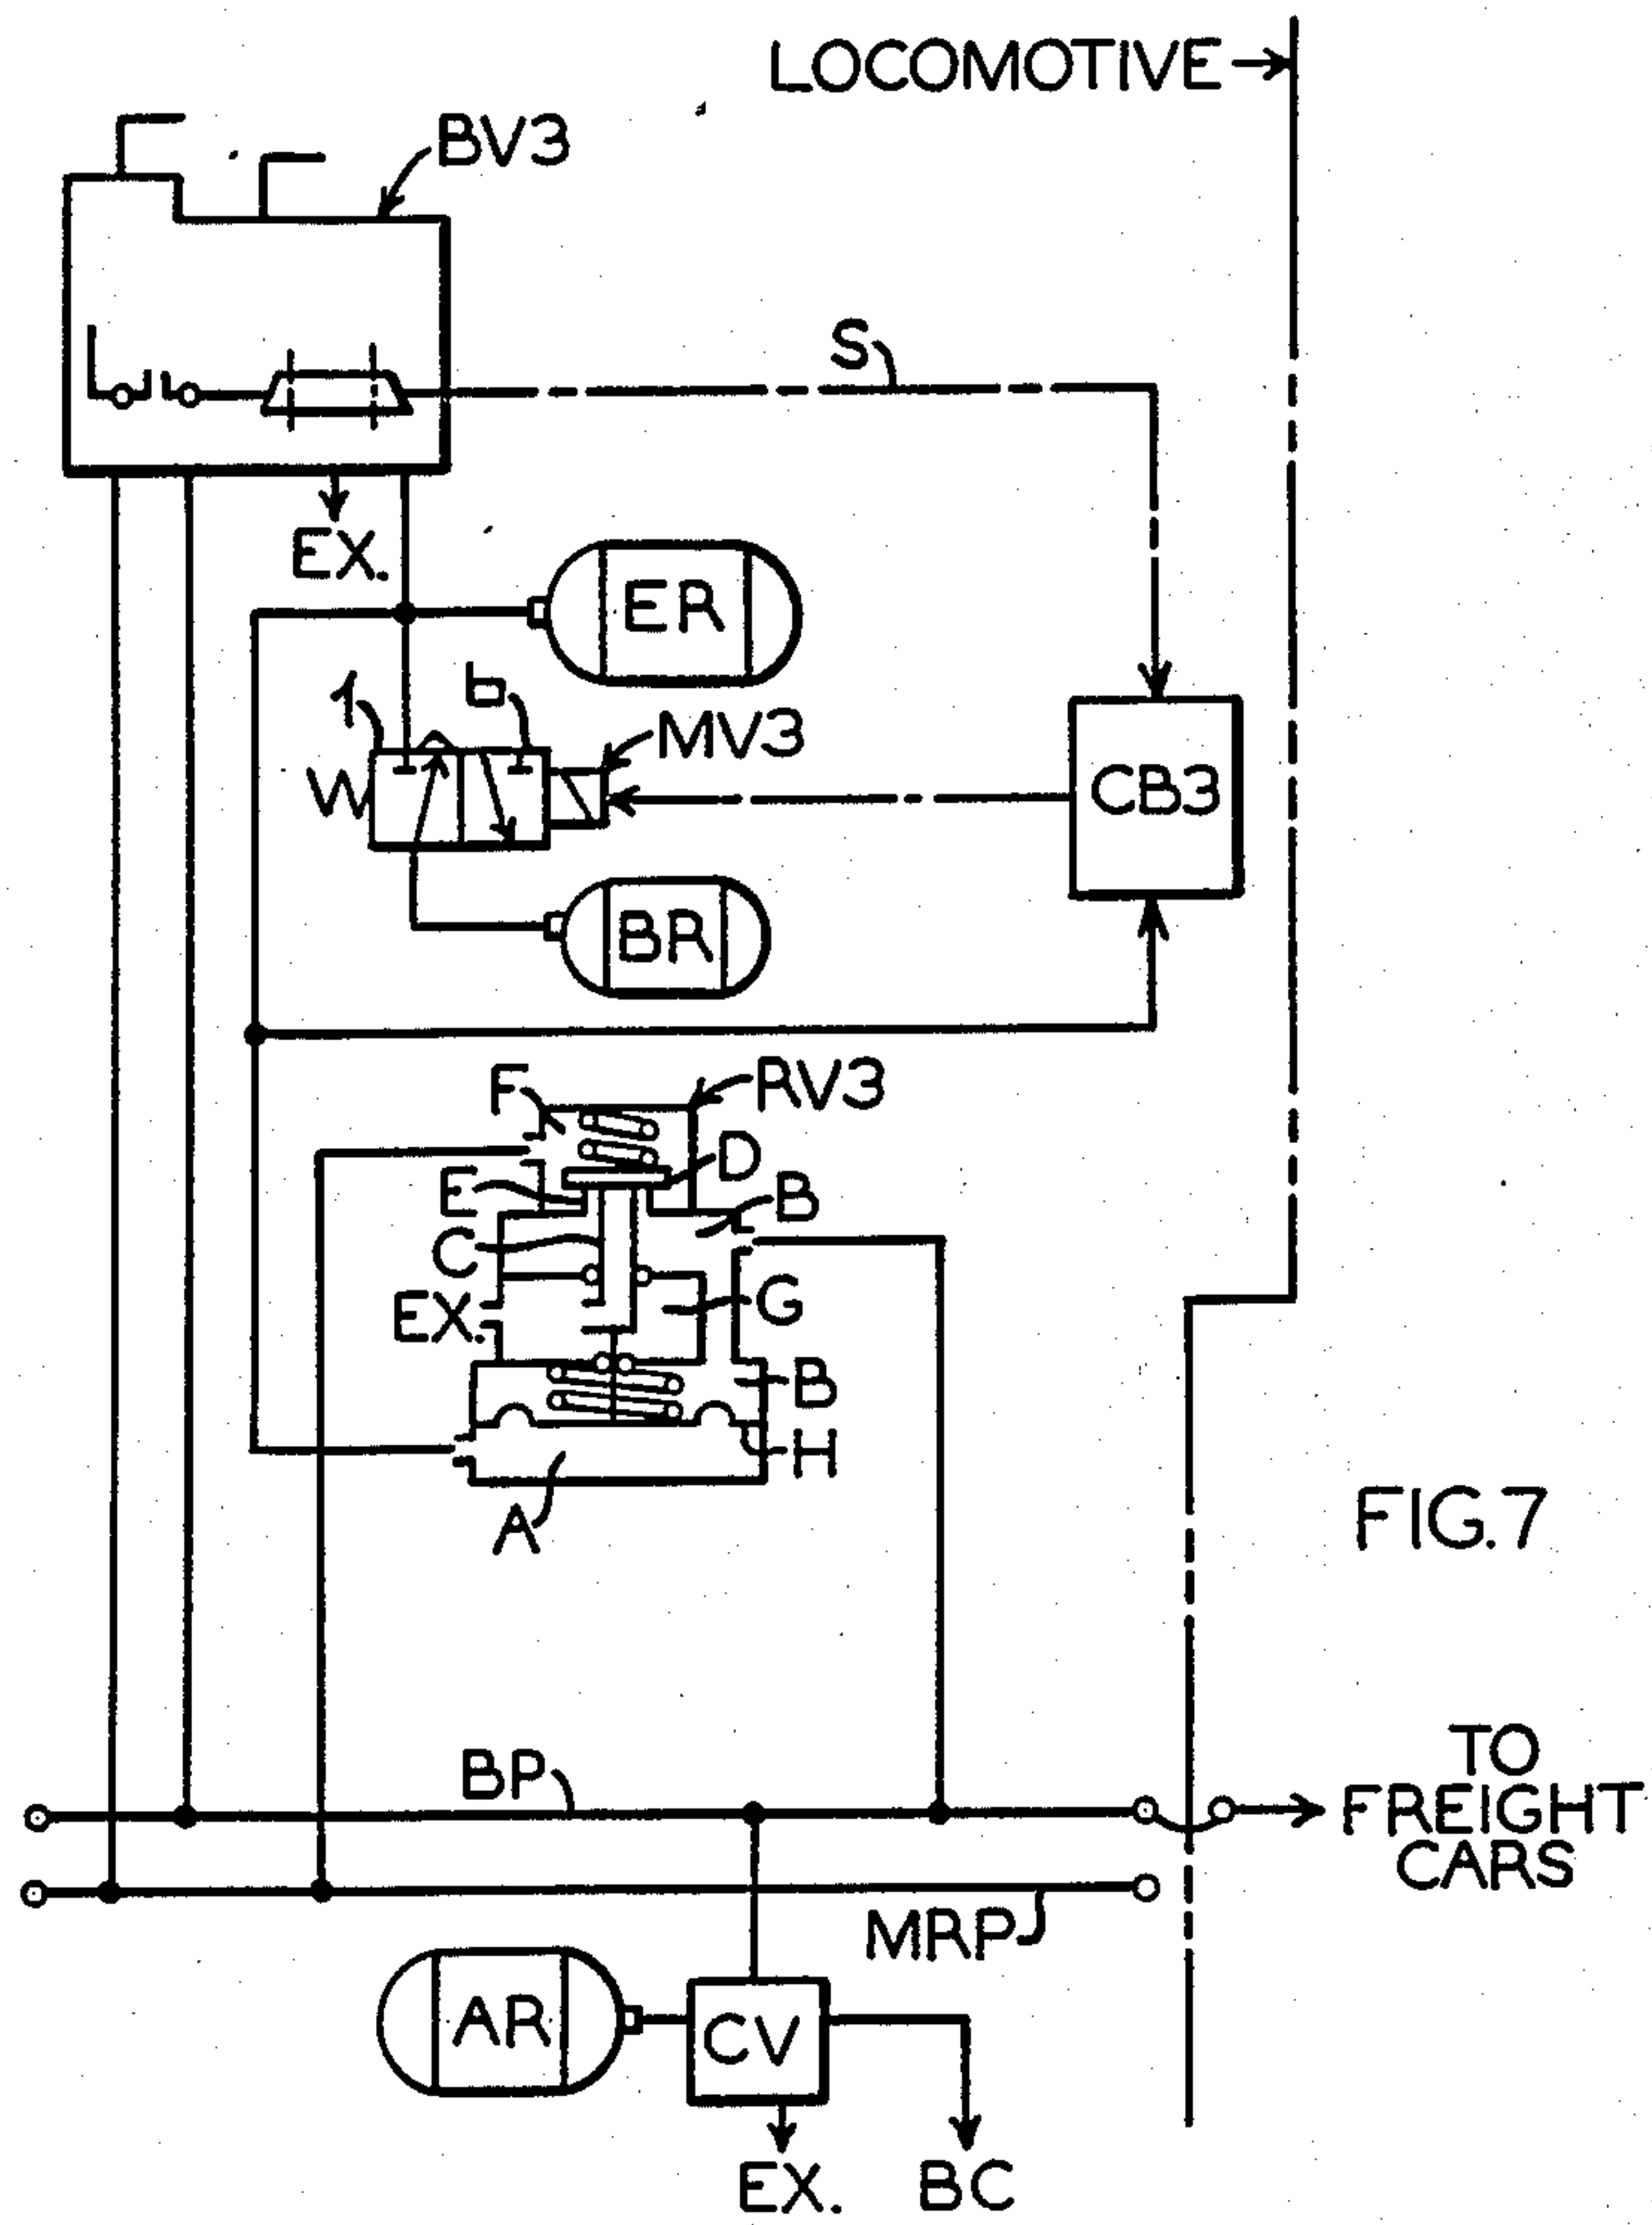 LOCOMOTIVE
BV3
S
EX.
ER
1
b
MV3
W
CB3
BR
F
RV3
D
E
B
C
G
EX.
B
H
A
FIG.7
BP
TO
FREIGHT
CARS
MRP
AR
CV
EX.
BC